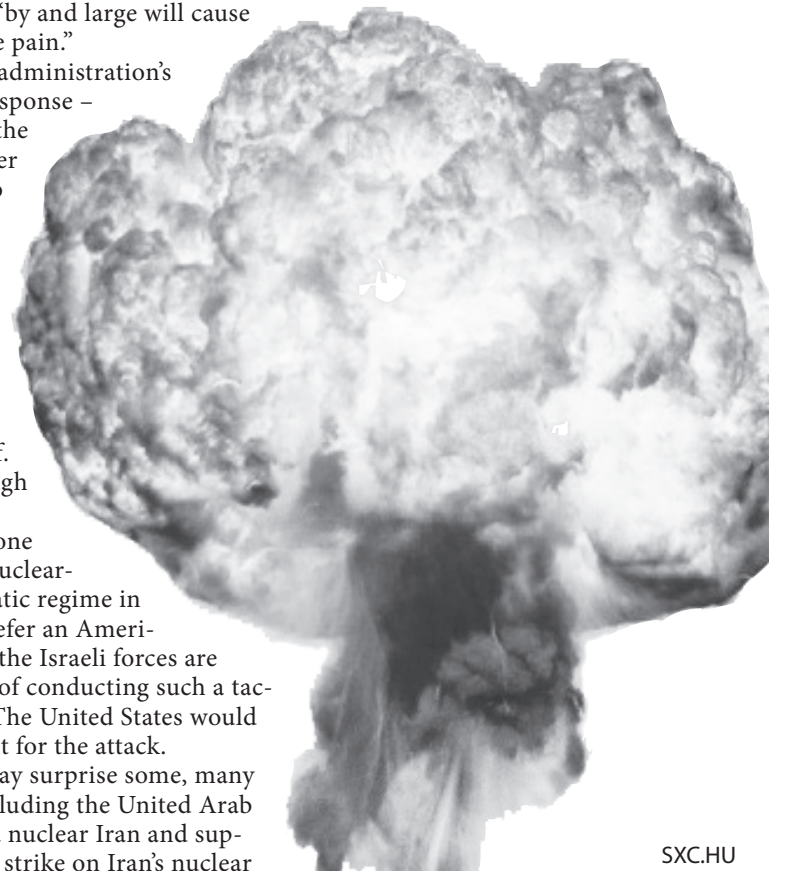 “by and large will cause
e pain.”
administration’s
sponse –
the
er
o
f.
gh
one
uclear-
atic regime in
efer an Ameri-
the Israeli forces are
of conducting such a tac-
The United States would
t for the attack.
ay surprise some, many
cluding the United Arab
nuclear Iran and sup-
strike on Iran’s nuclear
SXC.HU